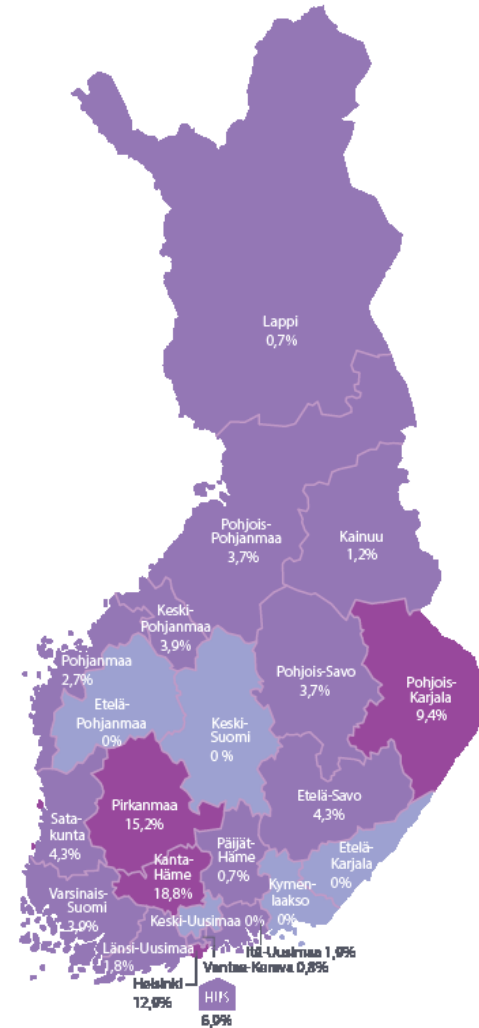 Lappi
0,7%
Pohjois-
Pohjanmaa
3,7%
Kainuu
1,2%
Keski-
Pohjanmaa
3,9%
Pohjanmaa
2,7%
Pohjois-Savo
3,7%
Pohjois-
Karjala
9,4%
Etelä-
Pohjanmaa
0%
Keski-
Suomi
0 %
Etelä-Savo
4,3%
Pirkanmaa
15,2%
Sata-
kunta
4,3%
Päijät-
Häme
0,7%
Etelä-
Karjala
0%
Kanta-
Häme
18,8%
Kymen-
laakso
0%
Varsinais-
Suomi
3,9%
Keski-Uusimaa 0%
Länsi-Uusimaa
1,8%
Itä-Uusimaa 1,9%
Vantaa-Kerava 0,8%
Helsinki
12,9%
HUS
6,9%